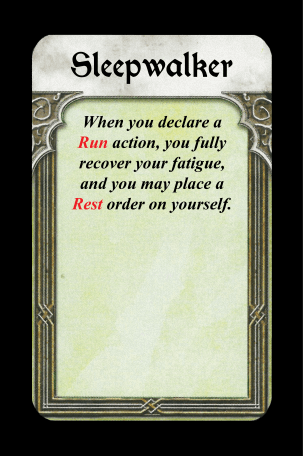 Sleepwalker
When you declare a
Run action, you fully
recover your fatigue,
and you may place a
Rest order on yourself.